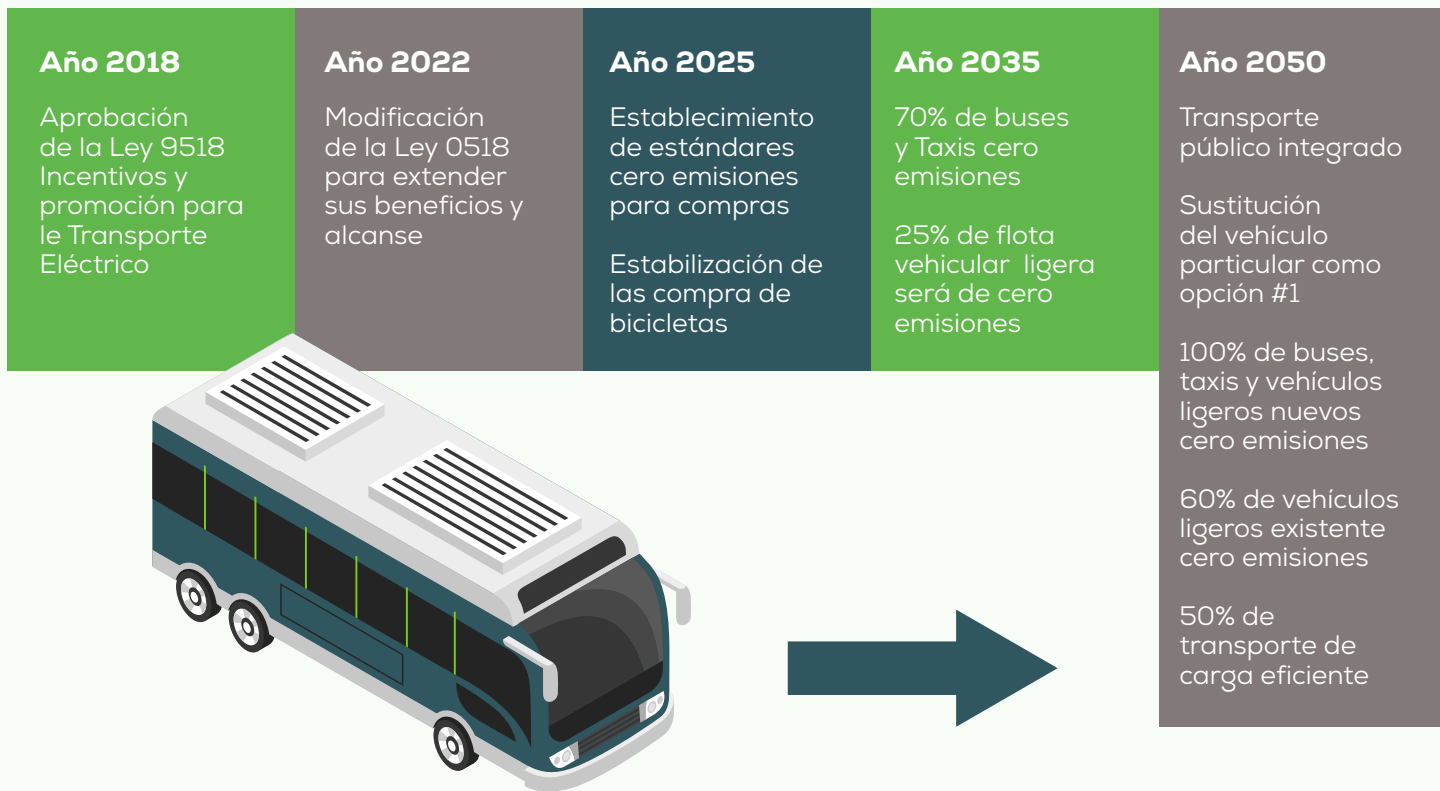 Año 2018
Aprobación
de la Ley 9518
Incentivos y
promoción para
le Transporte
Eléctrico
Año 2022
Modificación
de la Ley 0518
para extender
sus beneficios y
alcanse
Año 2025
Establecimiento
de estándares
cero emisiones
para compras
Estabilización de
las compra de
bicicletas
Año 2035
70% de buses
y Taxis cero
emisiones
25% de flota
vehicular ligera
será de cero
emisiones
Año 2050
Transporte
público integrado
Sustitución
del vehículo
particular como
opción #1
100% de buses,
taxis y vehículos
ligeros nuevos
cero emisiones
60% de vehículos
ligeros existente
cero emisiones
50% de
transporte de
carga eficiente